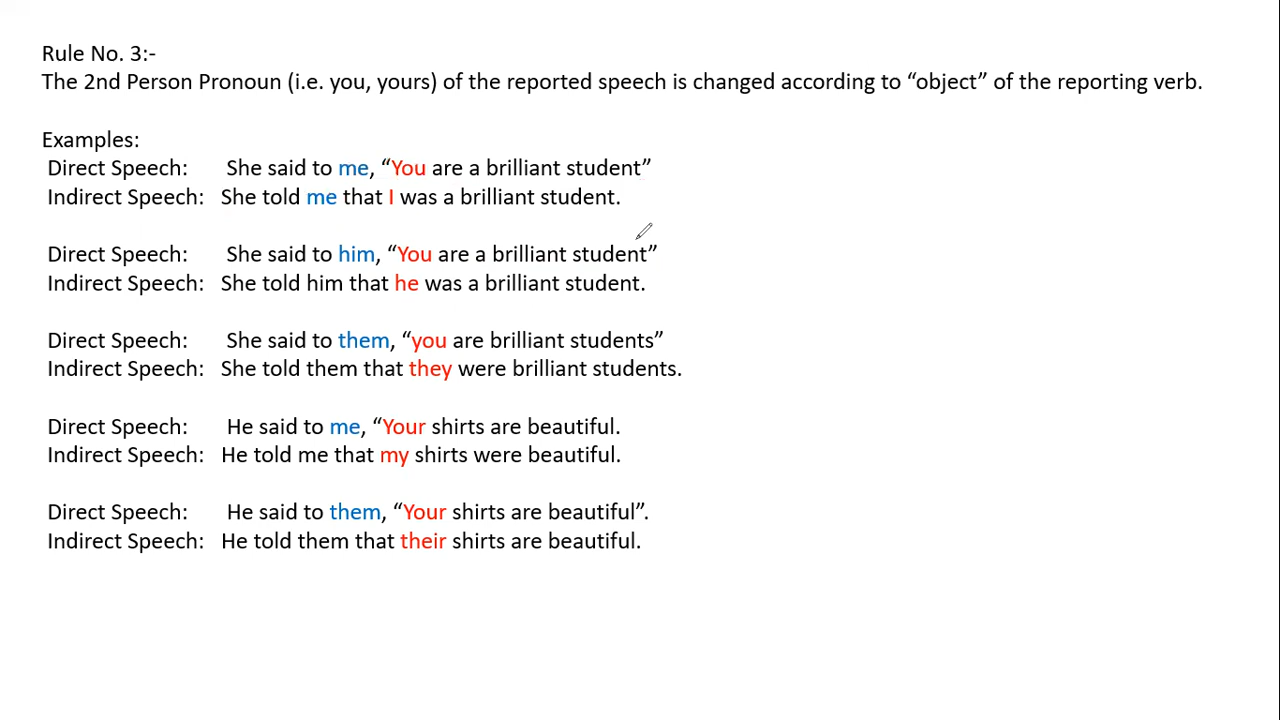 Rule No. 3:-
The 2nd Person Pronoun (i.e. you, yours) of the reported speech is changed according to “object” of the reporting verb.
Examples:
Direct Speech: She said to me, “You are a brilliant student”
Indirect Speech: She told me that I was a brilliant student.
Direct Speech: She said to him, “You are a brilliant student”
Indirect Speech: She told him that he was a brilliant student.
Direct Speech: She said to them, “you are brilliant students”
Indirect Speech: She told them that they were brilliant students.
Direct Speech: He said to me, “Your shirts are beautiful.
Indirect Speech: He told me that my shirts were beautiful.
Direct Speech: He said to them, “Your shirts are beautiful”.
Indirect Speech: He told them that their shirts are beautiful.